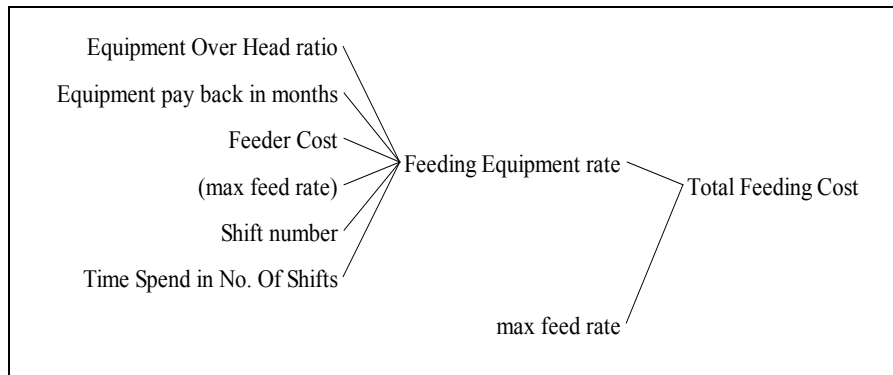 Equipment Over Head ratio
Equipment pay back in months
Feeder Cost
(max feed rate)
Shift number
Time Spend in No. Of Shifts
Feeding Equipment rate
max feed rate
Total Feeding Cost